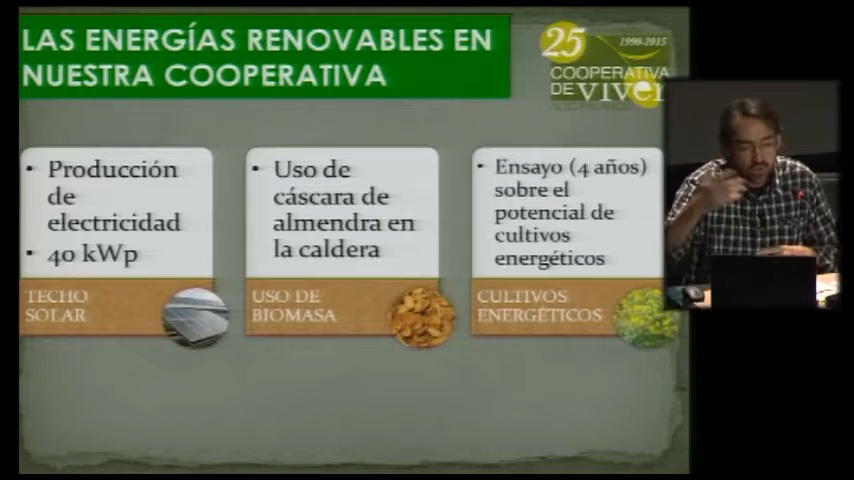 LAS ENERGÍAS RENOVABLES EN
NUESTRA COOPERATIVA
25
1990-2015
COOPERATIVA
DE viver
• Producción
de
electricidad
• 40 kWp
TECHO
SOLAR
• Uso de
cáscara de
almendra en
la caldera
USO DE
BIOMASA
• Ensayo (4 años)
sobre el
potencial de
cultivos
energéticos
CULTIVOS
ENERGÉTICOS